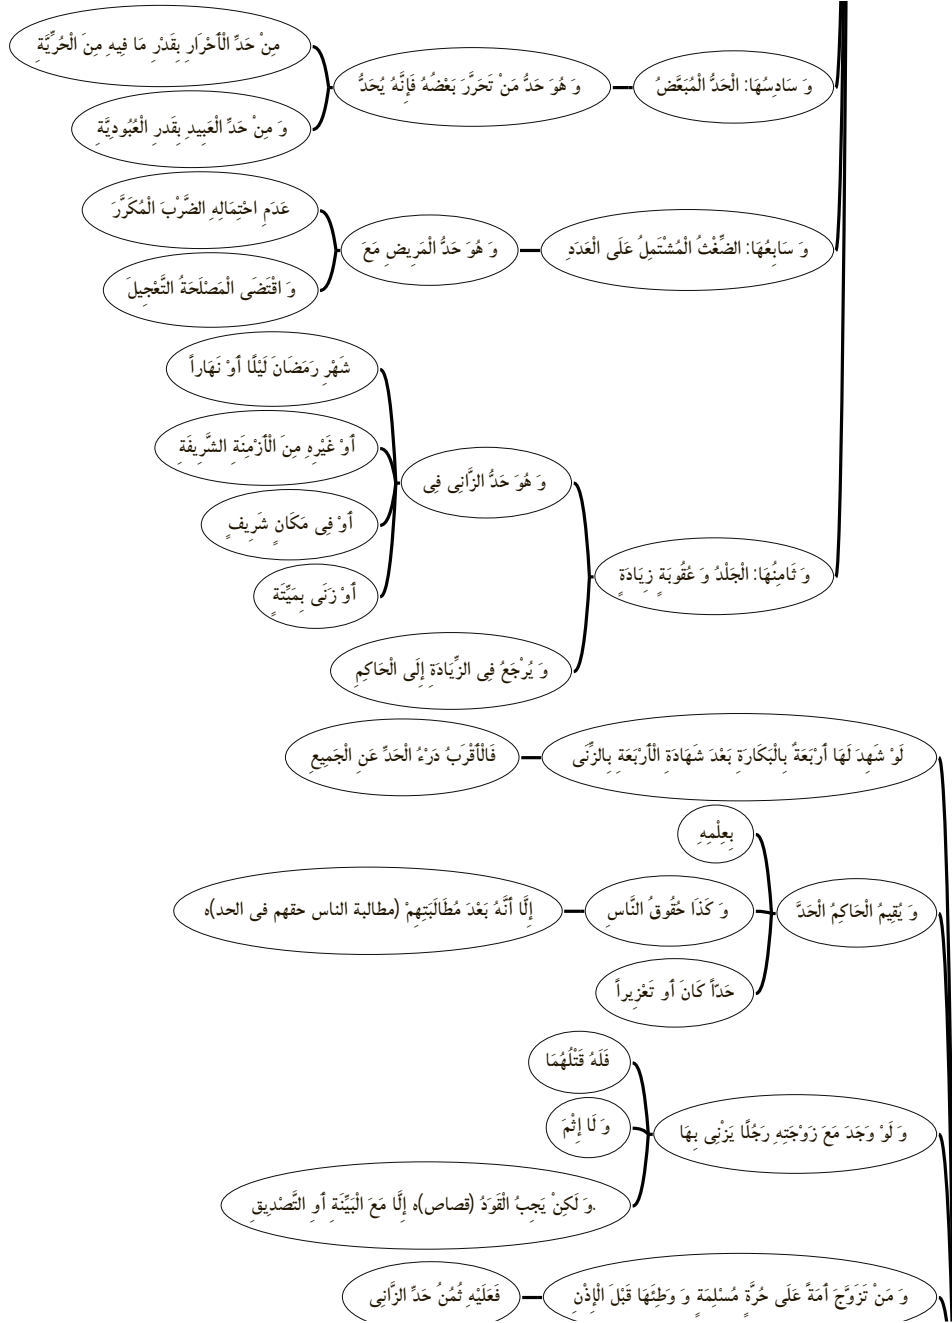 وَ سَادِسُهَا: الْحَدُّ الْمُبَعَّضُ
وَ هُوَ حَدُّ مَنْ تَحَرَّرَ بَعْضُهُ فَإِنَّهُ يُحَدُّ
مِنْ حَدِّ الْأَحْرَارِ بِقَدْرِ مَا فِيهِ مِنَ الْحُرِّيَّةِ
وَ مِنْ حَدِّ الْعَبِيدِ بِقَدرِ الْعُبُودِيَّةِ
وَ سَابِعُهَا: الضِّغْثُ الْمُشْتَمِلُ عَلَى الْعَدَدِ
وَ هُوَ حَدُّ الْمَرِيضِ مَعَ
عَدَمِ احْتِمَالِهِ الضَّرْبَ الْمُكَرَّرَ
وَ اقْتَضَى الْمَصْلَحَةُ التَّعْجِيلَ
وَ ثَامِنُهَا: الْجَلْدُ وَ عُقُوبَةٍ زِيَادَةٍ
وَ هُوَ حَدُّ الزَّانِی فِی
شَهْرِ رَمَضَانَ لَيْلًا أَوْ نَهَاراً
أَوْ غَيْرِهِ مِنَ الْأَزْمِنَةِ الشَّرِيفَةِ
أَوْ فِی مَكَانٍ شَرِيفٍ
أَوْ زَنَى بِمَيِّتَةٍ
وَ يُرْجَعُ فِی الزِّيَادَةِ إِلَى الْحَاكِمِ
لَوْ شَهِدَ لَهَا أَرْبَعَةٌ بِالْبَكَارَةِ بَعْدَ شَهَادَةِ الْأَرْبَعَةِ بِالزِّنَى
فَالْأَقْرَبُ دَرْءُ الْحَدِّ عَنِ الْجَمِيعِ
وَ يُقِيمُ الْحَاكِمُ الْحَدَّ
بِعِلْمِهِ
وَ كَذَا حُقُوقُ النَّاسِ
إِلَّا أَنَّهُ بَعْدَ مُطَالَبَتِهِمْ (مطالبة الناس حقهم فی الحد)ه
حَدّاً كَانَ أَو تَعْزِيراً
وَ لَوْ وَجَدَ مَعَ زَوْجَتِهِ رَجُلًا يَزْنِی بِهَا
فَلَهُ قَتْلُهُمَا
وَ لَا إِثْمَ
.وَ لَكِنْ يَجِبُ الْقَوَدُ (قصاص)ه إِلَّا مَعَ الْبَيِّنَةِ أَوِ التَّصْدِيقِ
وَ مَنْ تَزَوَّجَ أَمَةً عَلَى حُرَّةٍ مُسْلِمَةٍ وَ وَطِئَهَا قَبْلَ الْإِذْنِ
فَعَلَيْهِ ثُمُنُ حَدِّ الزَّانِی